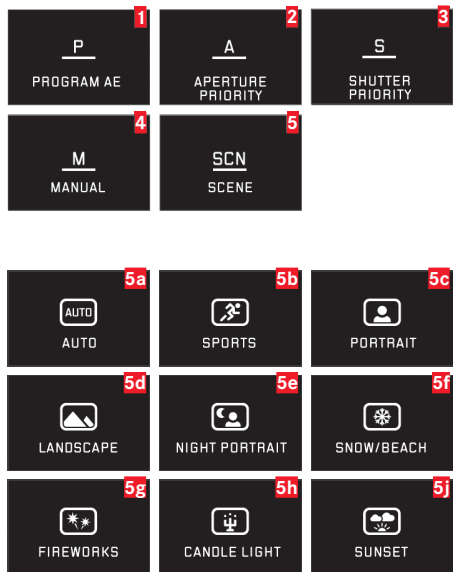 1
P
PROGRAM AE
2
A
APERTURE
PRIORITY
3
S
SHUTTER
PRIORITY
4
M
MANUAL
5
SCN
SCENE
5a
AUTO
AUTO
5b
SPORTS
5c
PORTRAIT
5d
LANDSCAPE
5e
NIGHT PORTRAIT
5f
SNOW/BEACH
5g
FIREWORKS
5h
CANDLE LIGHT
5j
SUNSET